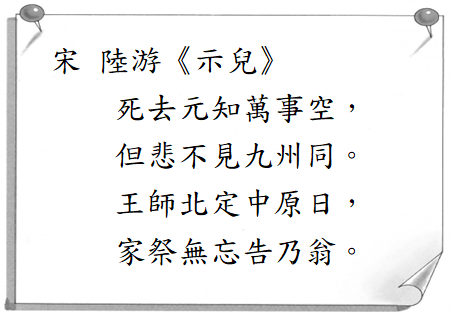 宋 陸游《示兒》
死去元知萬事空，
但悲不見九州同。
王師北定中原日，
家祭無忘告乃翁。